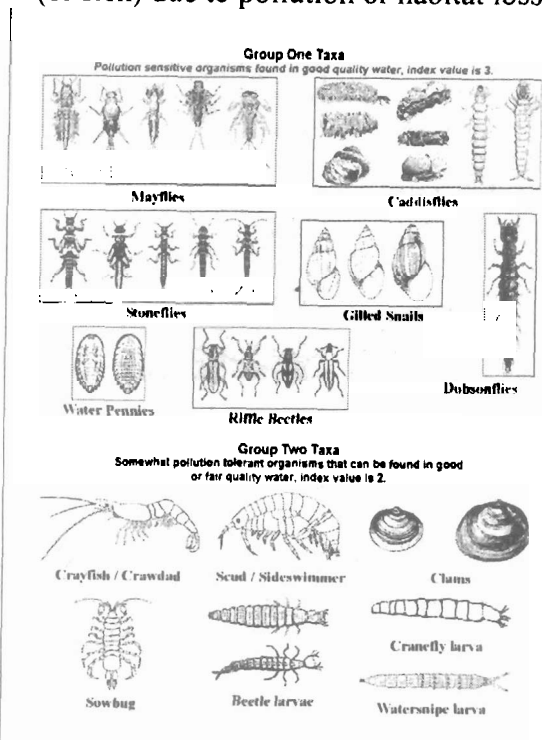 (or rich) due to pollution or habitat loss
Group One Taxa
Pollution sensitive organisms found in good quality water, index value is 3.
Mayflies
Caddisflies
Stoneflies
Gilled Snails
Dobsonflies
Water Pennies
Riffle Beetles
Group Two Taxa
Somewhat pollution tolerant organisms that can be found in good
or fair quality water, index value is 2.
Crayfish / Crawdad
Scud / Sideswimmer
Clams
Cranefly larva
Sowbug
Beetle larvae
Watersnipe larva